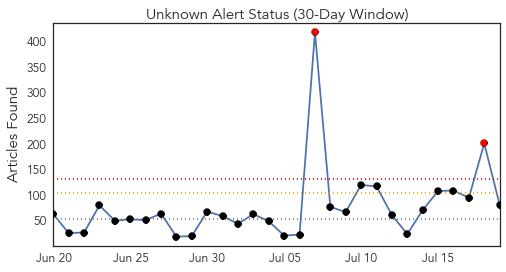 Unknown Alert Status (30-Day Window)
Articles Found
400
350
300
250
200
150
100
50
Jun 20
Jun 25
Jun 30
Jul 05
Jul 10
Jul 15